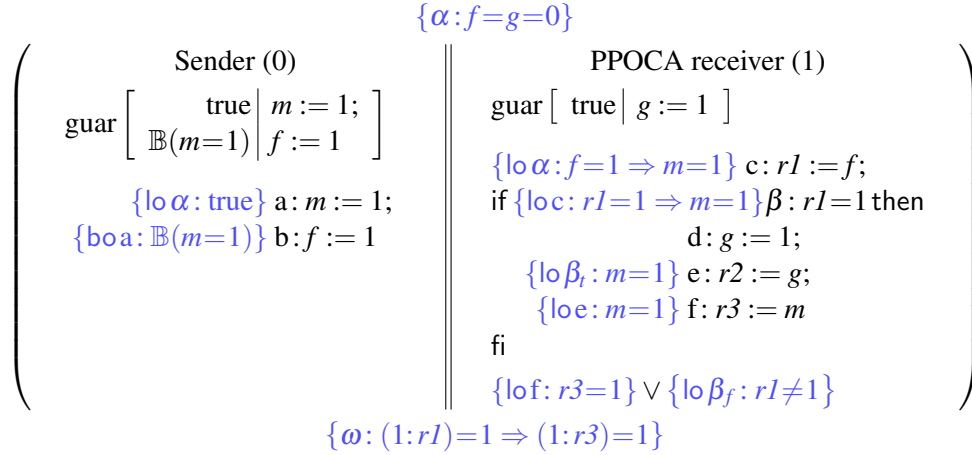 {α: f=g=0}
Sender (0)
guar [ true | m := 1;
𝔹(m=1) | f := 1 ]
{lo α: true} a: m := 1;
{bo a: 𝔹(m=1)} b: f := 1
PPOCA receiver (1)
guar [ true | g := 1 ]
{lo α: f=1 ⇒ m=1} c: r1 := f;
if {lo c: r1=1 ⇒ m=1} β: r1=1 then
d: g := 1;
{lo βt: m=1} e: r2 := g;
{lo e: m=1} f: r3 := m
fi
{lo f: r3=1} ∨ {lo βf: r1≠1}
{ω: (1:r1)=1 ⇒ (1:r3)=1}